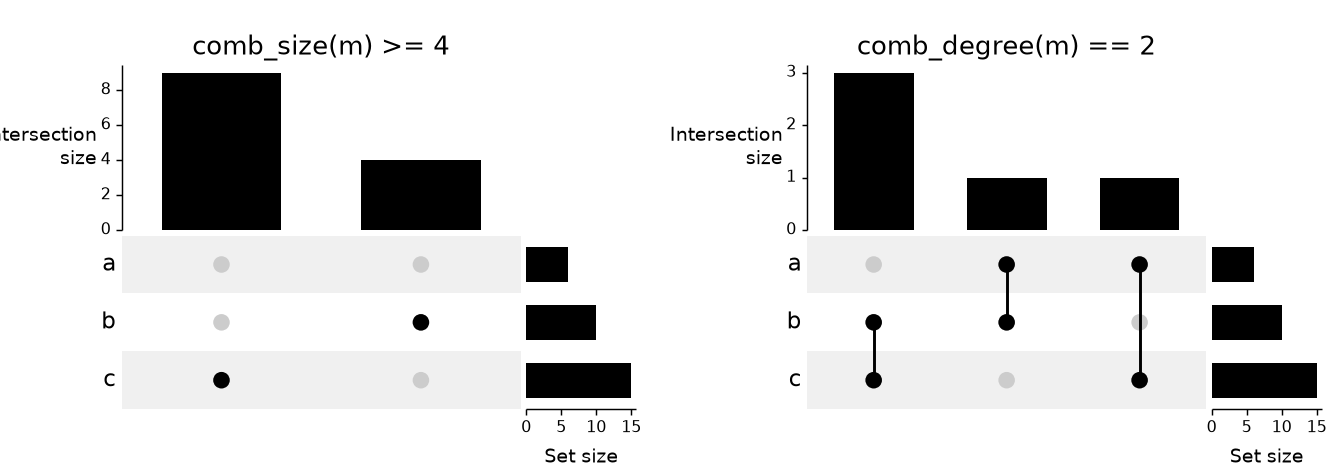 comb_size(m) >= 4
8
6
4
2
0
ntersection
size
a
b
c
0 5 10 15
Set size
comb_degree(m) == 2
3
2
1
0
Intersection
size
a
b
c
0 5 10 15
Set size